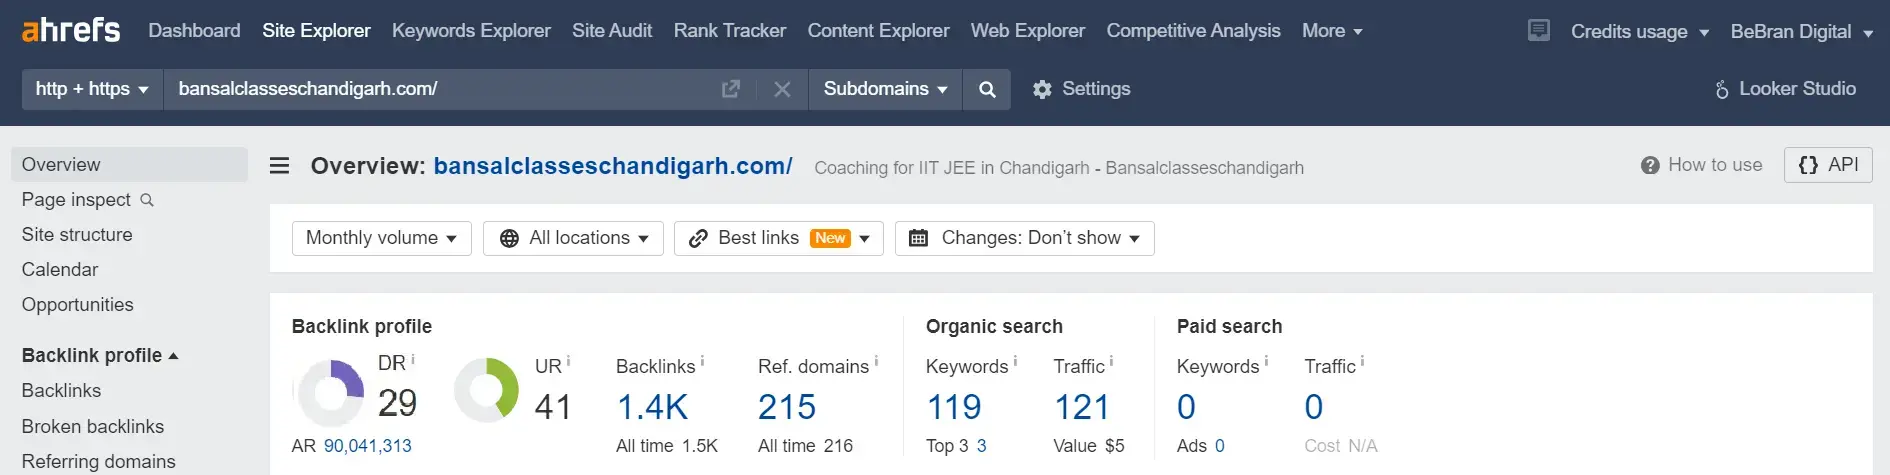 ahrefs Dashboard Site Explorer Keywords Explorer Site Audit Rank Tracker Content Explorer Web Explorer Competitive Analysis More Credits usage BeBran Digital
http + https bansalclasseschandigarh.com/ Subdomains Settings Looker Studio
Overview
Page inspect
Site structure
Calendar
Opportunities
Backlink profile
Backlinks
Broken backlinks
Referring domains
Overview: bansalclasseschandigarh.com/ Coaching for IIT JEE in Chandigarh - Bansalclasseschandigarh How to use {} API
Monthly volume All locations Best links New Changes: Don't show
Backlink profile
DR i UR i Backlinks i Ref. domains i
29 41 1.4K 215
AR 90,041,313 All time 1.5K All time 216
Organic search
Keywords i Traffic i
119 121
Top 3 3 Value $5
Paid search
Keywords i Traffic i
0 0
Ads 0 Cost N/A